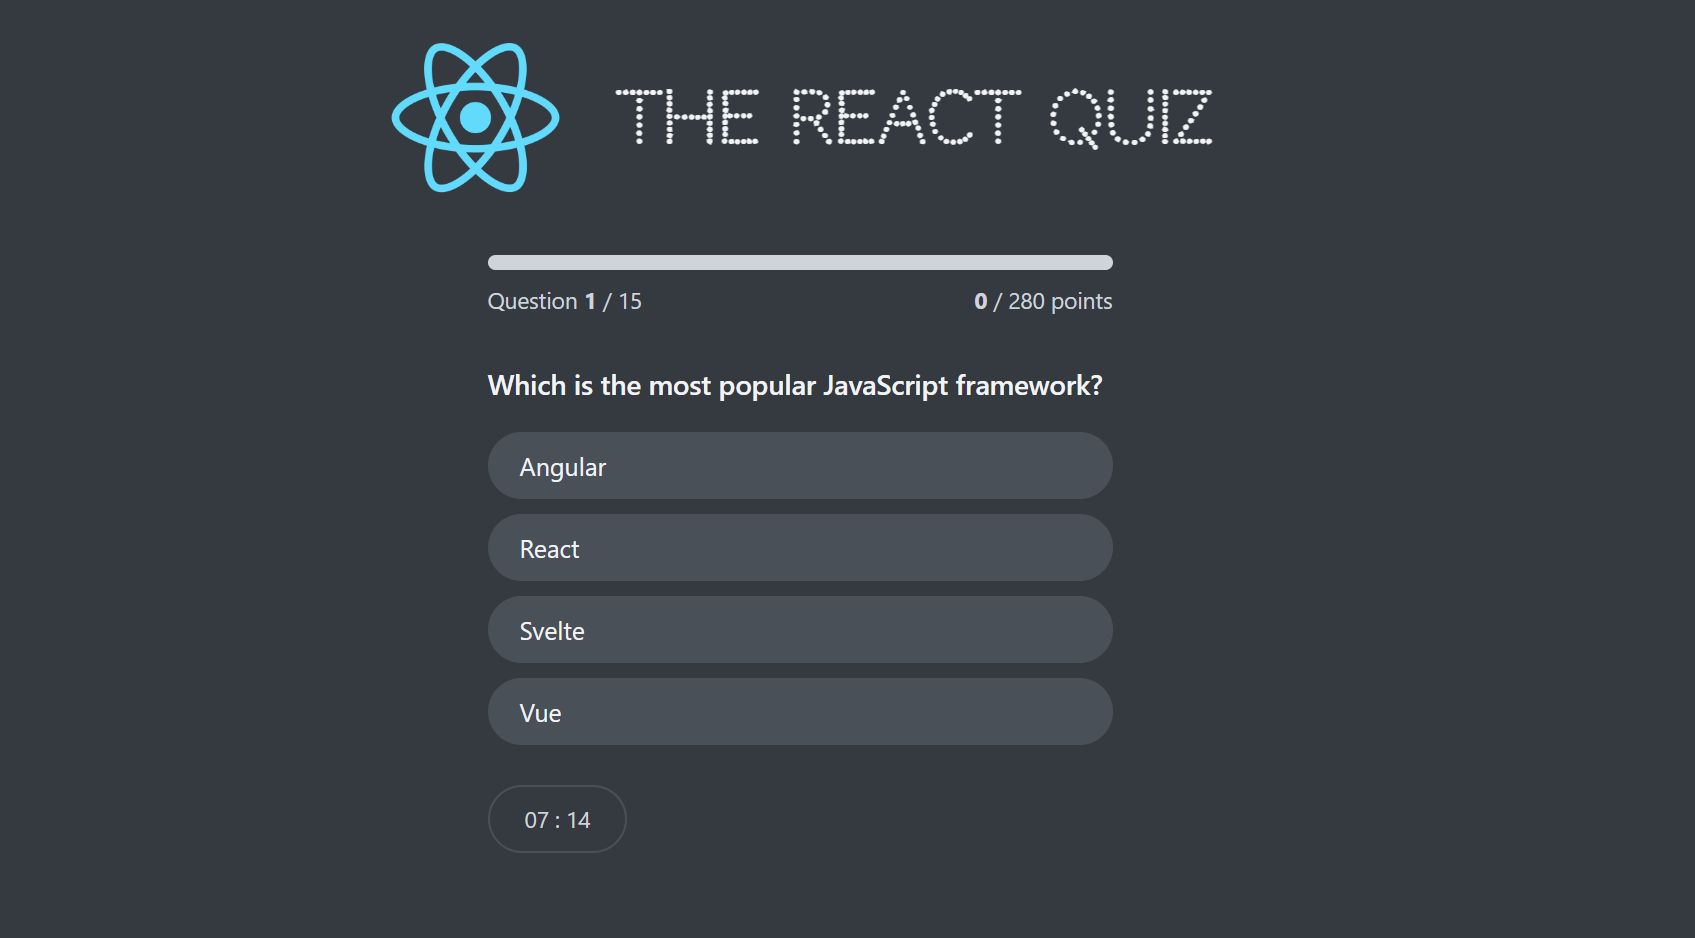 THE REACT QUIZ
Question 1 / 15
0 / 280 points
Which is the most popular JavaScript framework?
Angular
React
Svelte
Vue
07 : 14